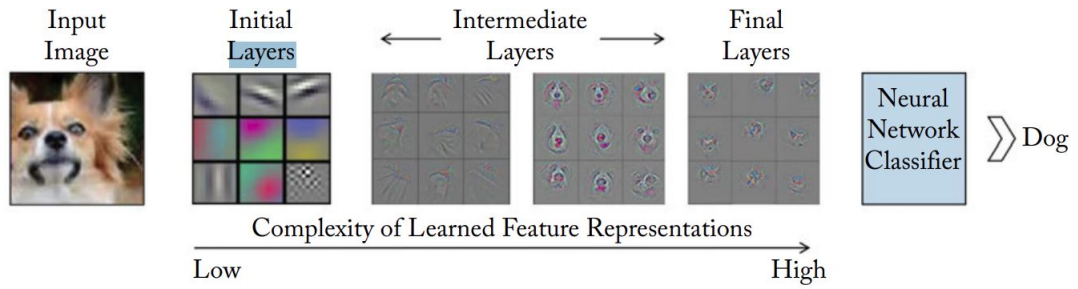 Input
Image
Initial
Layers
Intermediate
Layers
Final
Layers
Neural
Network
Classifier
Dog
Complexity of Learned Feature Representations
Low
High